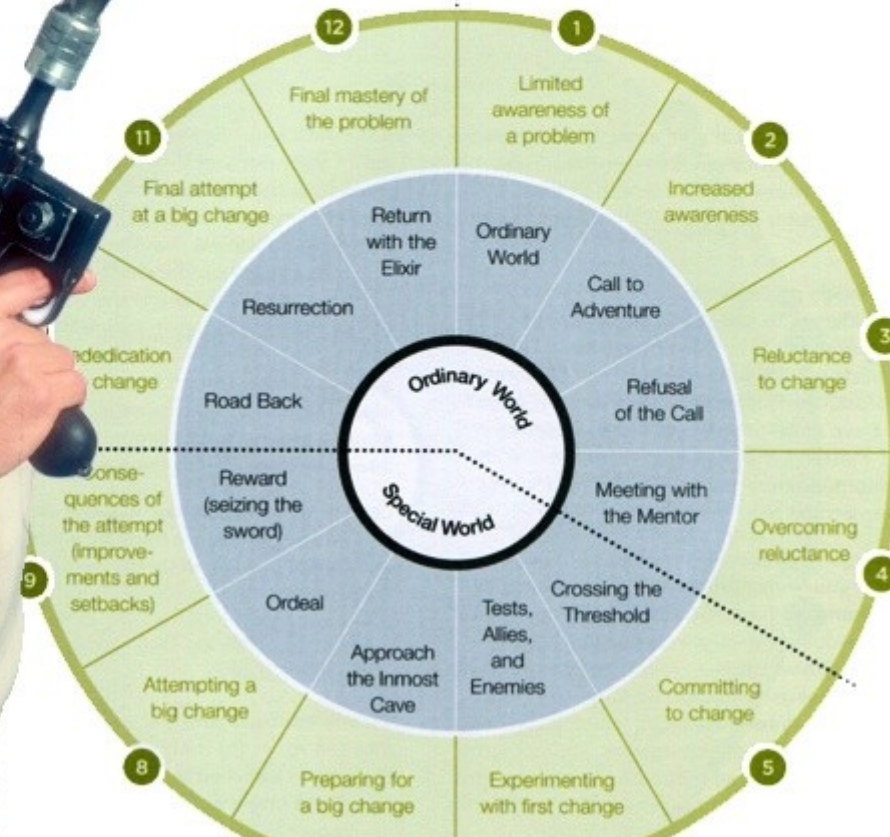 12
1
Final mastery of
the problem
Limited
awareness of
a problem
11
2
Final attempt
at a big change
Increased
awareness
Return
with the
Elixir
Ordinary
World
Resurrection
Call to
Adventure
3
change
Reluctance
to change
Road Back
Refusal
of the Call
Ordinary World
Special World
quences of
the attempt
(improve-
ments and
setbacks)
Reward
(seizing the
sword)
Meeting with
the Mentor
Overcoming
reluctance
9
4
Ordeal
Crossing the
Threshold
Tests,
Allies,
and
Enemies
Approach
the Inmost
Cave
Attempting a
big change
Committing
to change
8
5
Preparing for
a big change
Experimenting
with first change